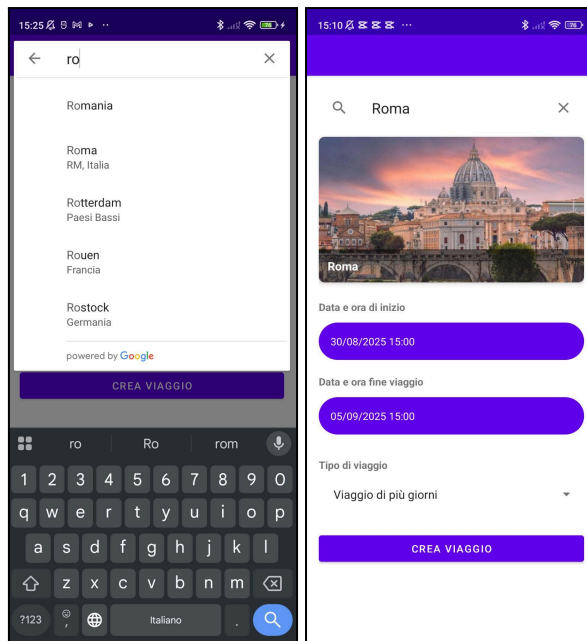 15:25
ro
Romania
Roma
RM, Italia
Rotterdam
Paesi Bassi
Rouen
Francia
Rostock
Germania
powered by Google
CREA VIAGGIO
ro Ro rom
1 2 3 4 5 6 7 8 9 0
q w e r t y u i o p
a s d f g h j k l
z x c v b n m
?123 , Italiano .
15:10
Roma
Roma
Data e ora di inizio
30/08/2025 15:00
Data e ora fine viaggio
05/09/2025 15:00
Tipo di viaggio
Viaggio di più giorni
CREA VIAGGIO